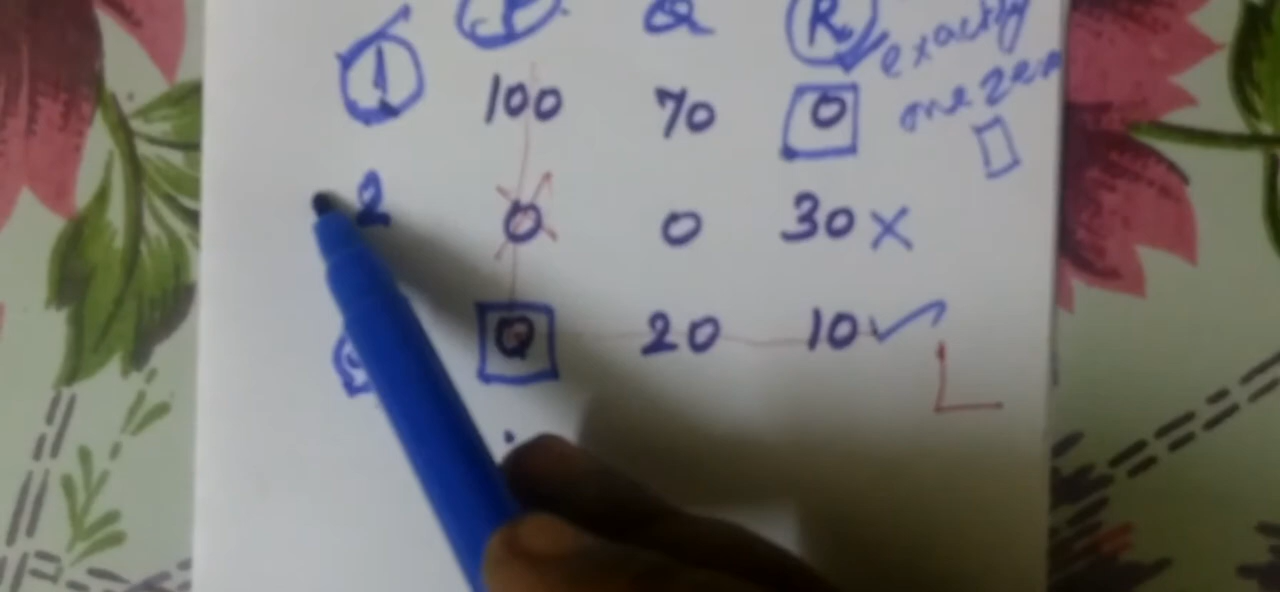 P Q R
exactly
1 100 70 0
one zero
2 0 0 30 X
0 20 10 ✓